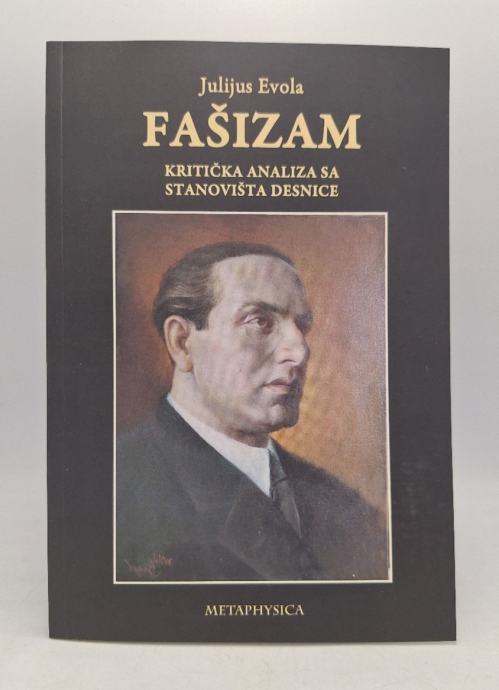 Julijus Evola
FAŠIZAM
KRITIČKA ANALIZA SA
STANOVIŠTA DESNICE
METAPHYSICA